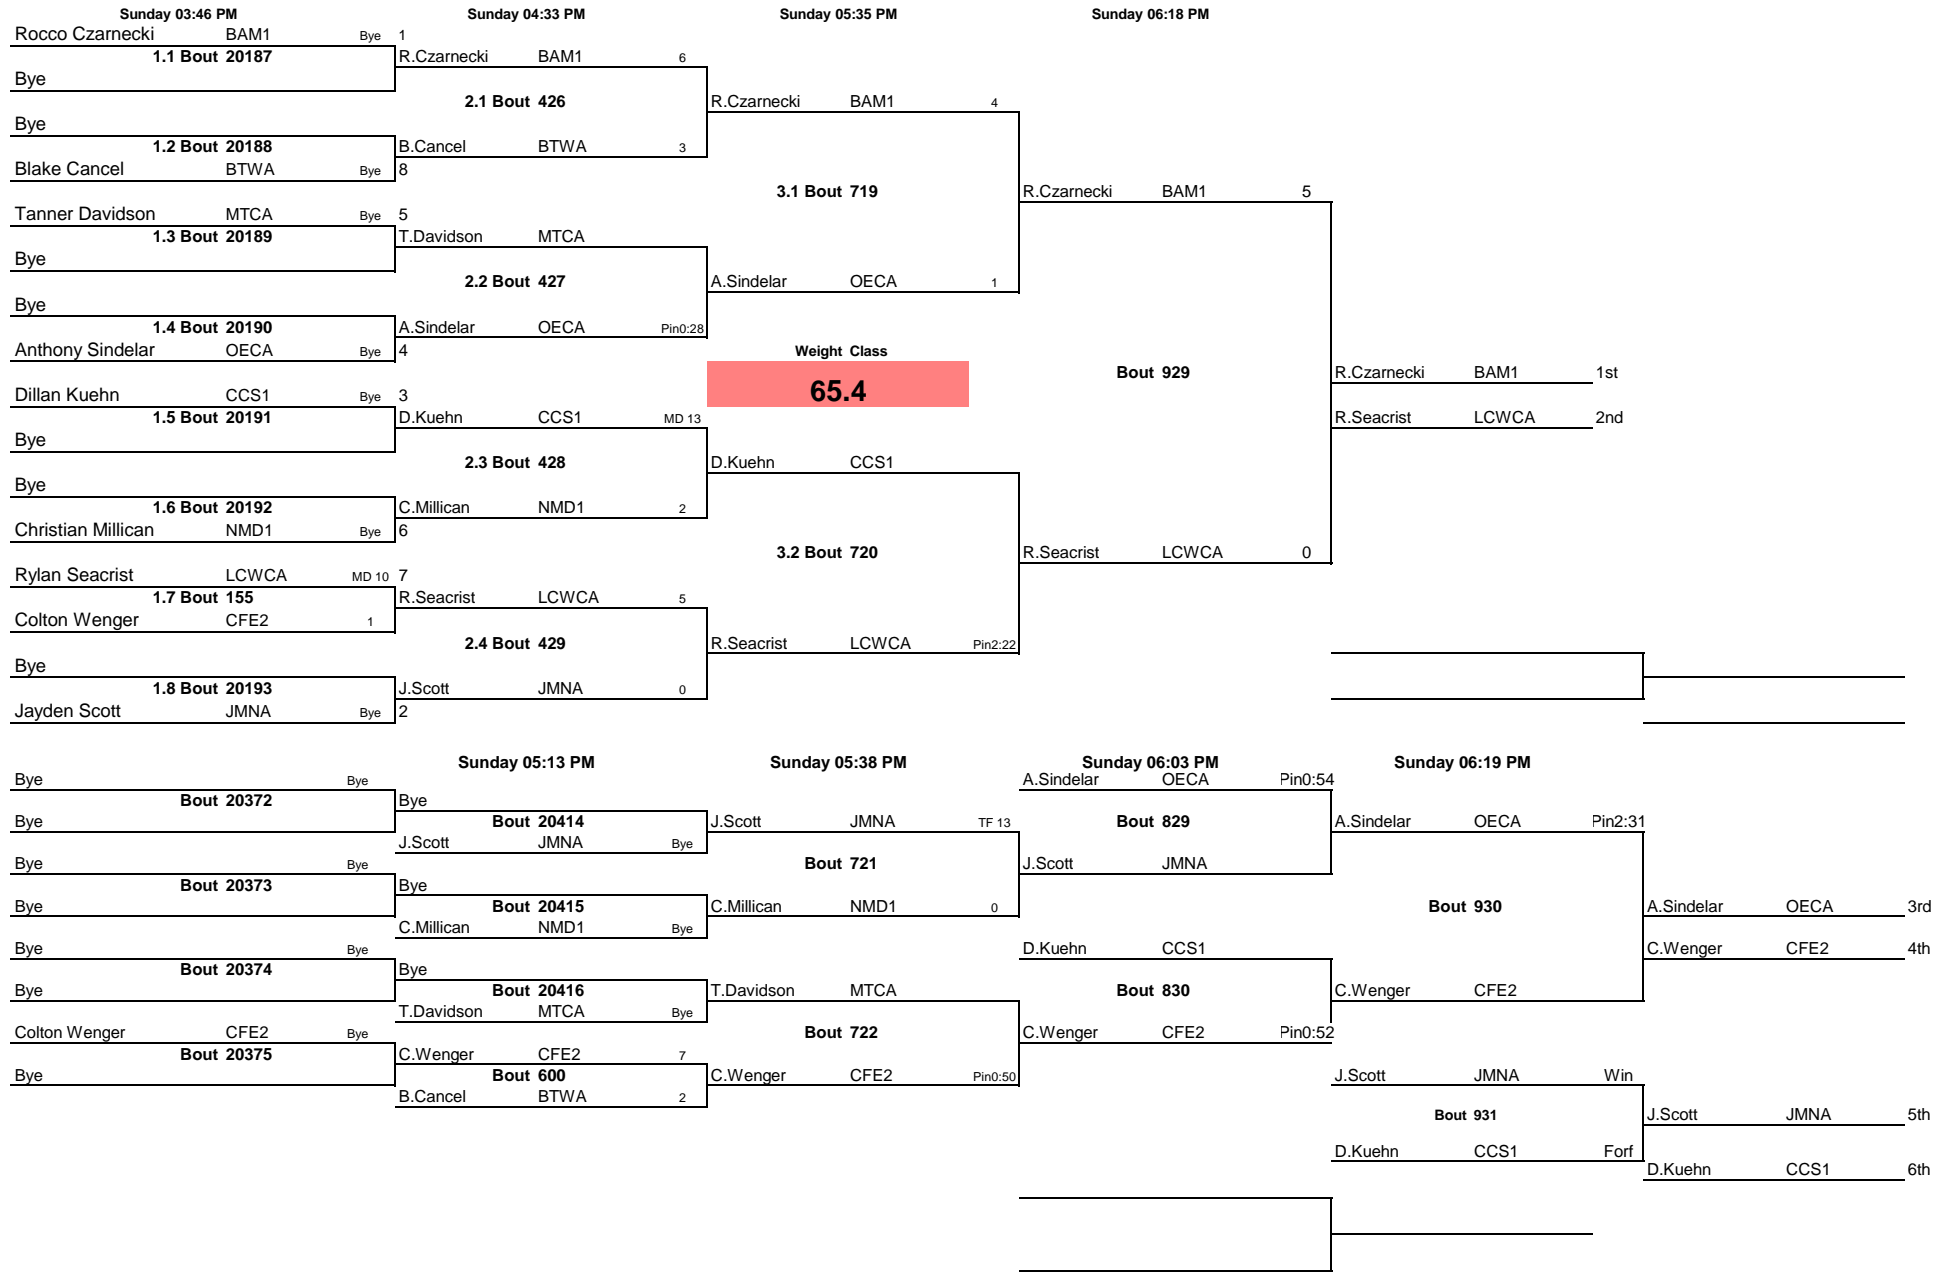 Sunday 03:46 PM Sunday 04:33 PM Sunday 05:35 PM Sunday 06:18 PM
Rocco Czarnecki BAM1 Bye 1
1.1 Bout 20187 R.Czarnecki BAM1 6
Bye
2.1 Bout 426 R.Czarnecki BAM1 4
Bye
1.2 Bout 20188 B.Cancel BTWA 3
Blake Cancel BTWA Bye 8
3.1 Bout 719 R.Czarnecki BAM1 5
Tanner Davidson MTCA Bye 5
1.3 Bout 20189 T.Davidson MTCA
Bye
2.2 Bout 427 A.Sindelar OECA 1
Bye
1.4 Bout 20190 A.Sindelar OECA Pin0:28
Anthony Sindelar OECA Bye 4 Weight Class
Bout 929 R.Czarnecki BAM1 1st
Dillan Kuehn CCS1 Bye 3 65.4
1.5 Bout 20191 D.Kuehn CCS1 MD 13 R.Seacrist LCWCA 2nd
Bye
2.3 Bout 428 D.Kuehn CCS1
Bye
1.6 Bout 20192 C.Millican NMD1 2
Christian Millican NMD1 Bye 6
3.2 Bout 720 R.Seacrist LCWCA 0
Rylan Seacrist LCWCA MD 10 7
1.7 Bout 155 R.Seacrist LCWCA 5
Colton Wenger CFE2 1
2.4 Bout 429 R.Seacrist LCWCA Pin2:22
Bye
1.8 Bout 20193 J.Scott JMNA 0
Jayden Scott JMNA Bye 2
Sunday 05:13 PM Sunday 05:38 PM Sunday 06:03 PM Sunday 06:19 PM
Bye Bye A.Sindelar OECA Pin0:54
Bout 20372 Bye
Bye Bout 20414 J.Scott JMNA TF 13 Bout 829 A.Sindelar OECA Pin2:31
J.Scott JMNA Bye
Bye Bye Bout 721 J.Scott JMNA
Bout 20373 Bye
Bye Bout 20415 C.Millican NMD1 0 Bout 930 A.Sindelar OECA 3rd
C.Millican NMD1 Bye
Bye Bye D.Kuehn CCS1 C.Wenger CFE2 4th
Bout 20374 Bye
Bye Bout 20416 T.Davidson MTCA Bout 830 C.Wenger CFE2
T.Davidson MTCA Bye
Colton Wenger CFE2 Bye Bout 722 C.Wenger CFE2 Pin0:52
Bout 20375 C.Wenger CFE2 7
Bye Bout 600 C.Wenger CFE2 Pin0:50 J.Scott JMNA Win
B.Cancel BTWA 2
Bout 931 J.Scott JMNA 5th
D.Kuehn CCS1 Forf
D.Kuehn CCS1 6th